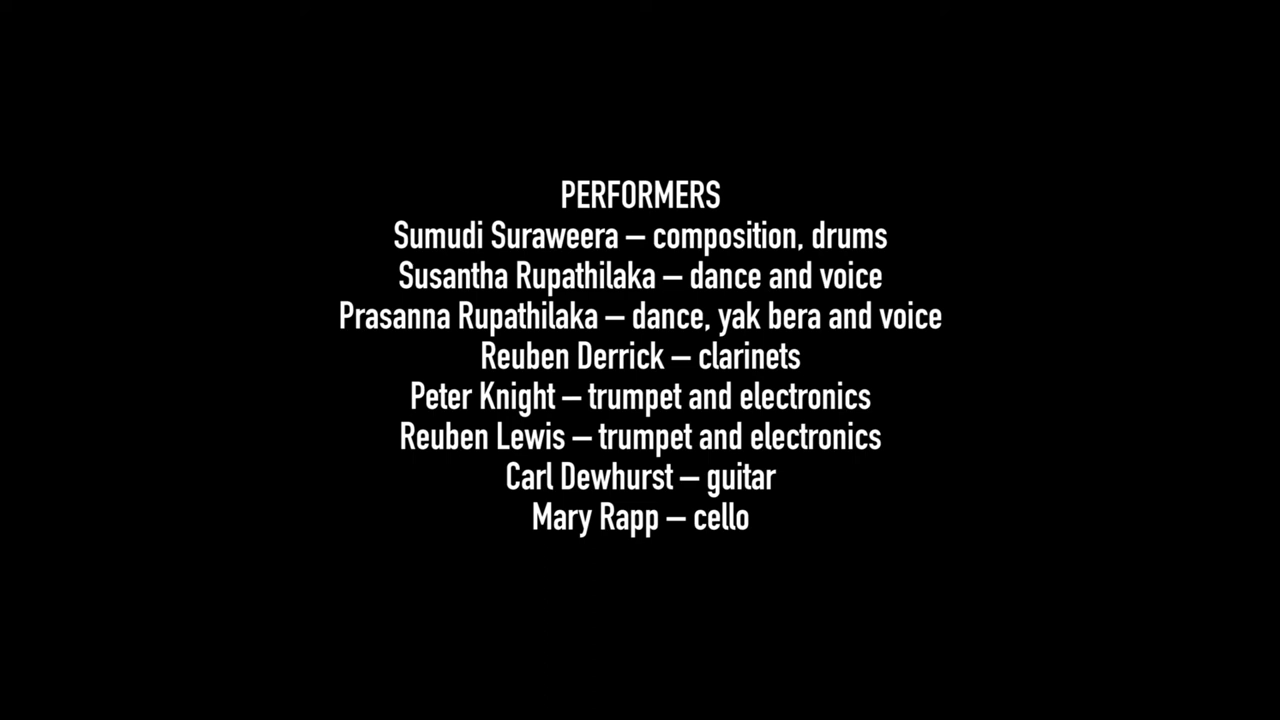 PERFORMERS
Sumudi Suraweera – composition, drums
Susantha Rupathilaka – dance and voice
Prasanna Rupathilaka – dance, yak bera and voice
Reuben Derrick – clarinets
Peter Knight – trumpet and electronics
Reuben Lewis – trumpet and electronics
Carl Dewhurst – guitar
Mary Rapp – cello